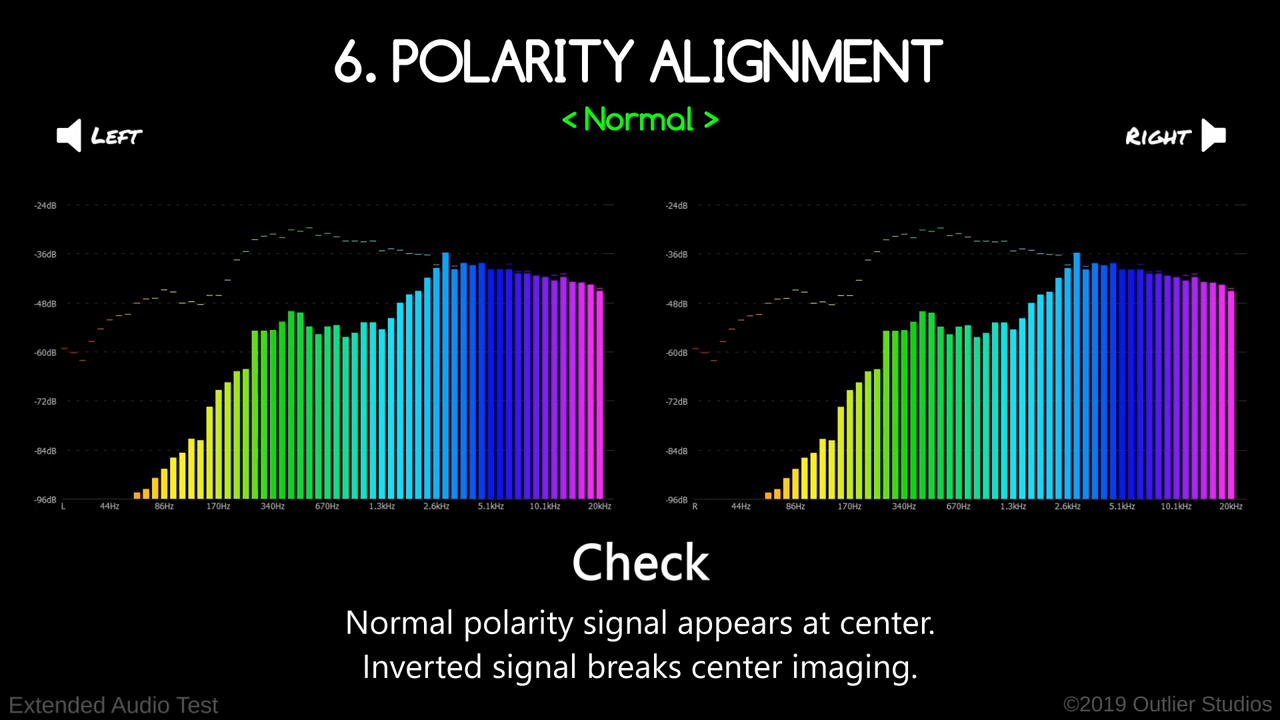 6. POLARITY ALIGNMENT
< Normal >
LEFT
RIGHT
-24dB
-36dB
-48dB
-60dB
-72dB
-84dB
-96dB
L 44Hz 86Hz 170Hz 340Hz 670Hz 1.3kHz 2.6kHz 5.1kHz 10.1kHz 20kHz
-24dB
-36dB
-48dB
-60dB
-72dB
-84dB
-96dB
R 44Hz 86Hz 170Hz 340Hz 670Hz 1.3kHz 2.6kHz 5.1kHz 10.1kHz 20kHz
Check
Normal polarity signal appears at center.
Inverted signal breaks center imaging.
Extended Audio Test
©2019 Outlier Studios